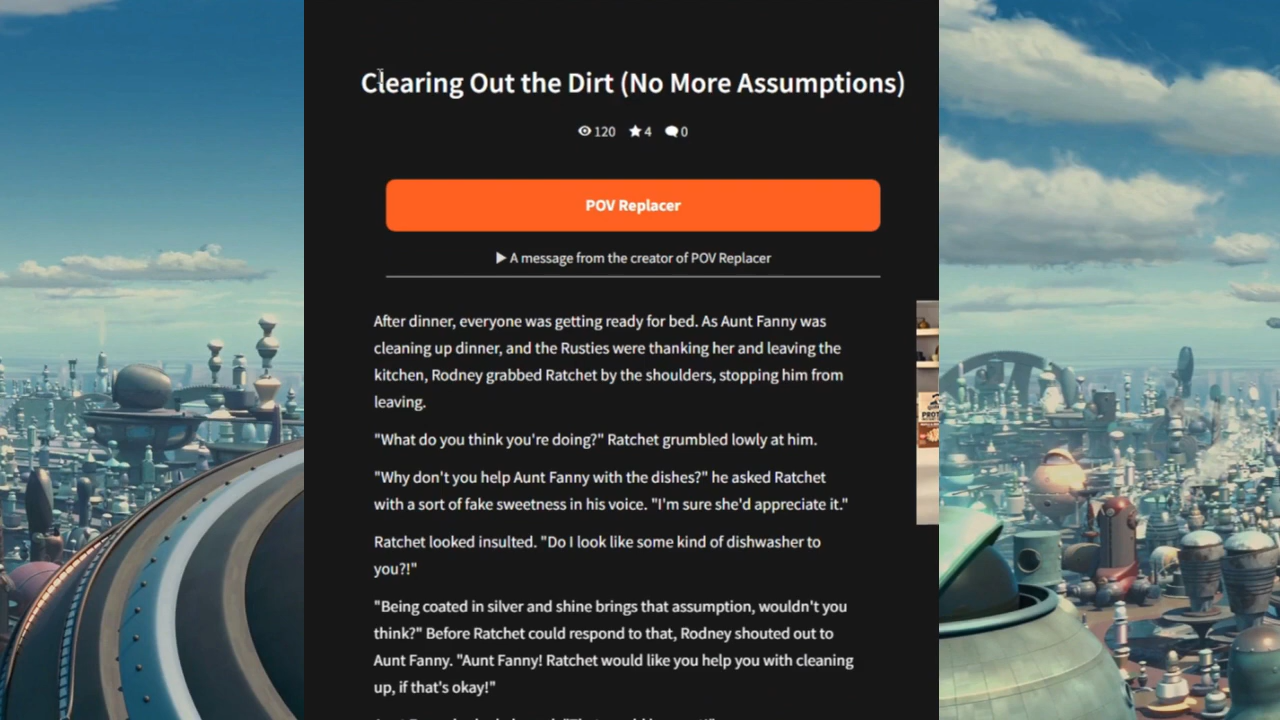 Clearing Out the Dirt (No More Assumptions)
120 4 0
POV Replacer
▶ A message from the creator of POV Replacer
After dinner, everyone was getting ready for bed. As Aunt Fanny was
cleaning up dinner, and the Rusties were thanking her and leaving the
kitchen, Rodney grabbed Ratchet by the shoulders, stopping him from
leaving.
"What do you think you're doing?" Ratchet grumbled lowly at him.
"Why don't you help Aunt Fanny with the dishes?" he asked Ratchet
with a sort of fake sweetness in his voice. "I'm sure she'd appreciate it."
Ratchet looked insulted. "Do I look like some kind of dishwasher to
you?!"
"Being coated in silver and shine brings that assumption, wouldn't you
think?" Before Ratchet could respond to that, Rodney shouted out to
Aunt Fanny. "Aunt Fanny! Ratchet would like you help you with cleaning
up, if that's okay!"